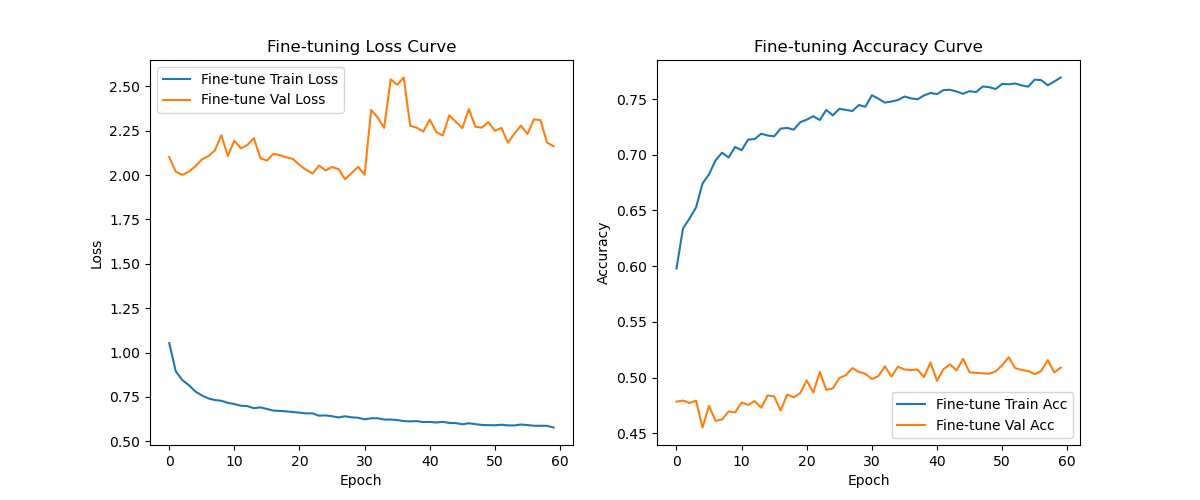 Fine-tuning Loss Curve
Fine-tune Train Loss
Fine-tune Val Loss
2.50
2.25
2.00
1.75
1.50
1.25
1.00
0.75
0.50
Loss
0 10 20 30 40 50 60
Epoch
Fine-tuning Accuracy Curve
0.75
0.70
0.65
0.60
0.55
0.50
0.45
Accuracy
Fine-tune Train Acc
Fine-tune Val Acc
0 10 20 30 40 50 60
Epoch